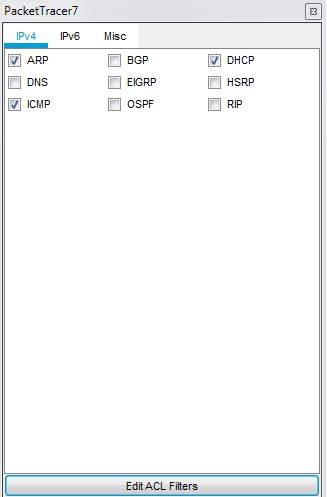 PacketTracer7
IPv4 IPv6 Misc
ARP BGP DHCP
DNS EIGRP HSRP
ICMP OSPF RIP
Edit ACL Filters